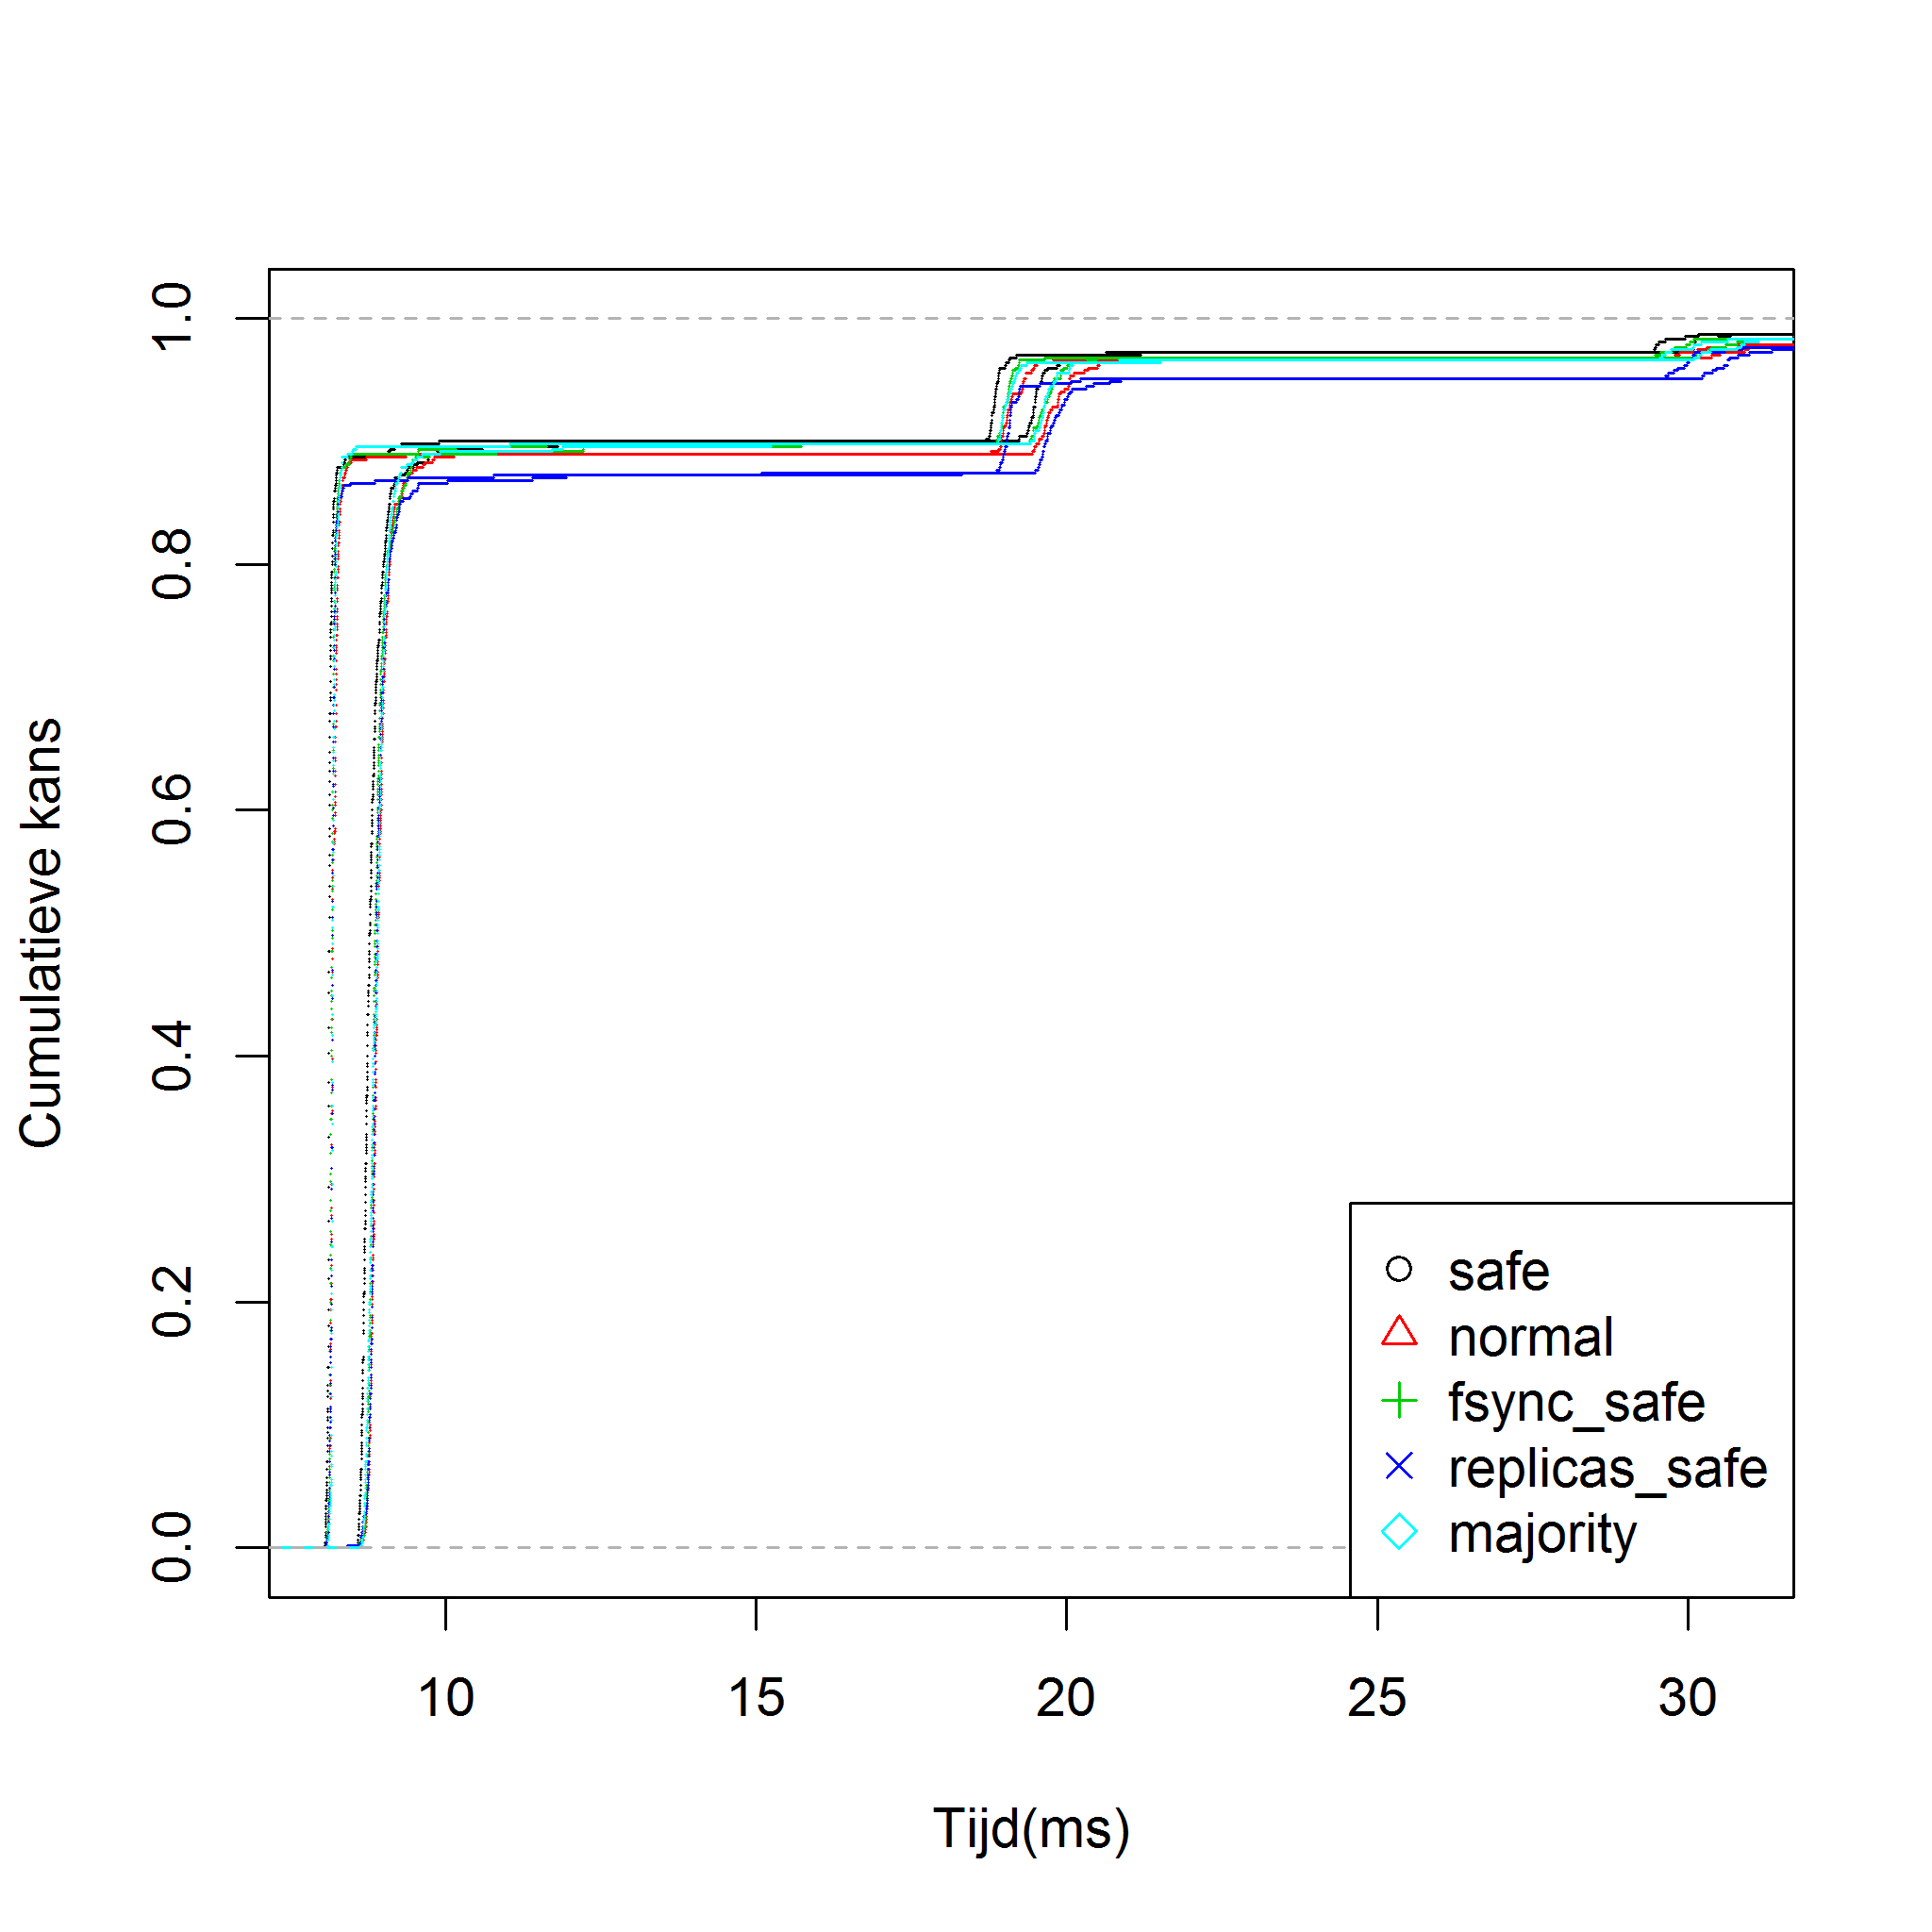 Cumulatieve kans
1.0
0.8
0.6
0.4
0.2
0.0
safe
normal
fsync_safe
replicas_safe
majority
10 15 20 25 30
Tijd(ms)